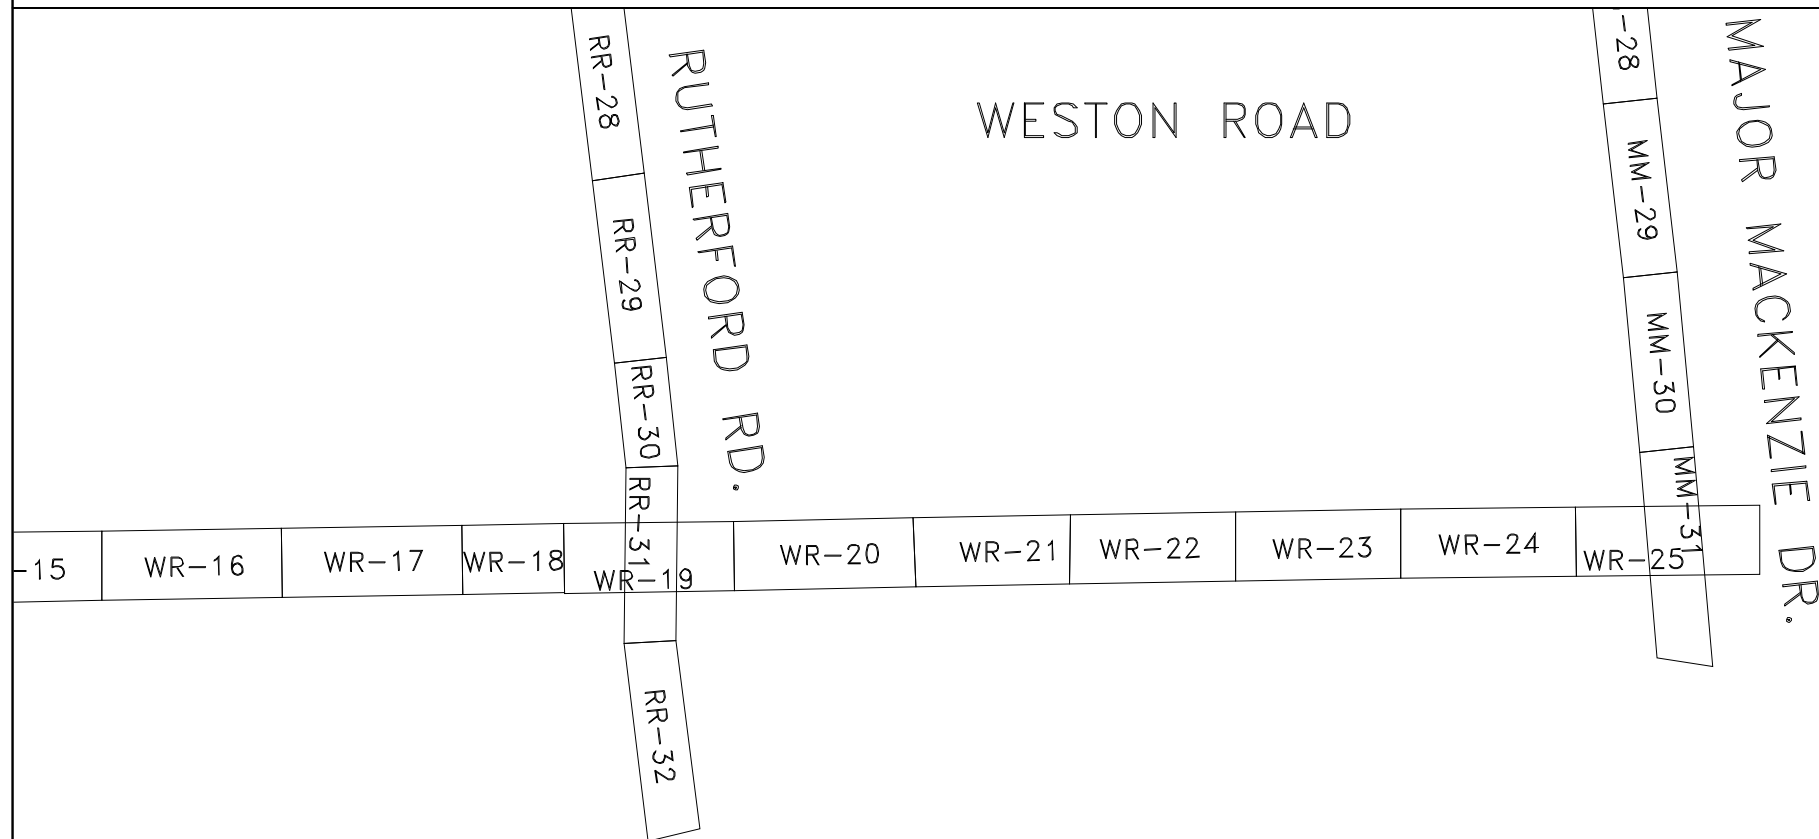 RR-28
RR-29
RR-30
RR-31
RR-32
RUTHERFORD RD.
WESTON ROAD
-28
MM-29
MM-30
MM-31
MAJOR MACKENZIE DR.
-15
WR-16
WR-17
WR-18
WR-19
WR-20
WR-21
WR-22
WR-23
WR-24
WR-25